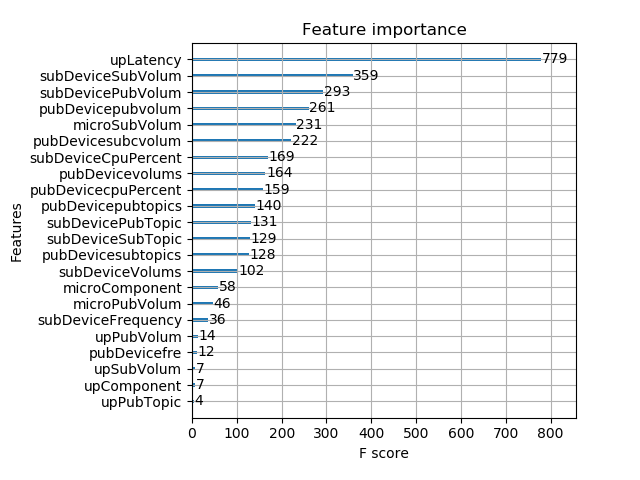 Feature importance
upLatency 779
subDeviceSubVolum 359
subDevicePubVolum 293
pubDevicepubvolum 261
microSubVolum 231
pubDevicesubcvolum 222
subDeviceCpuPercent 169
pubDevicevolums 164
pubDevicecpuPercent 159
pubDevicepubtopics 140
subDevicePubTopic 131
subDeviceSubTopic 129
pubDevicesubtopics 128
subDeviceVolums 102
microComponent 58
microPubVolum 46
subDeviceFrequency 36
upPubVolum 14
pubDevicefre 12
upSubVolum 7
upComponent 7
upPubTopic 4
Features
0 100 200 300 400 500 600 700 800
F score